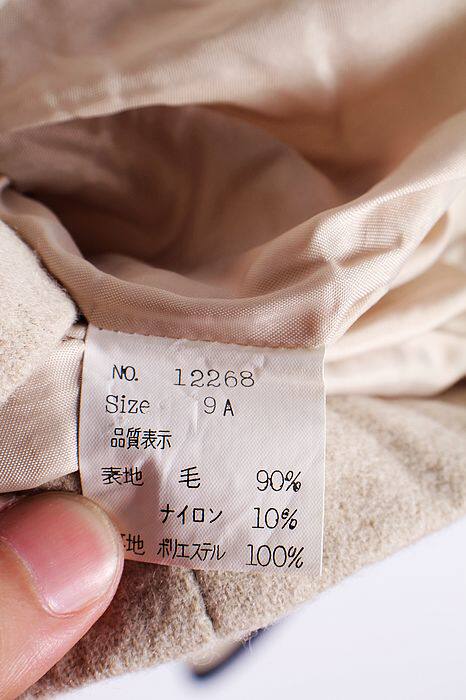 NO. 12268
Size 9A
品質表示
表地 毛 90%
ナイロン 10%
地 ポリエステル 100%